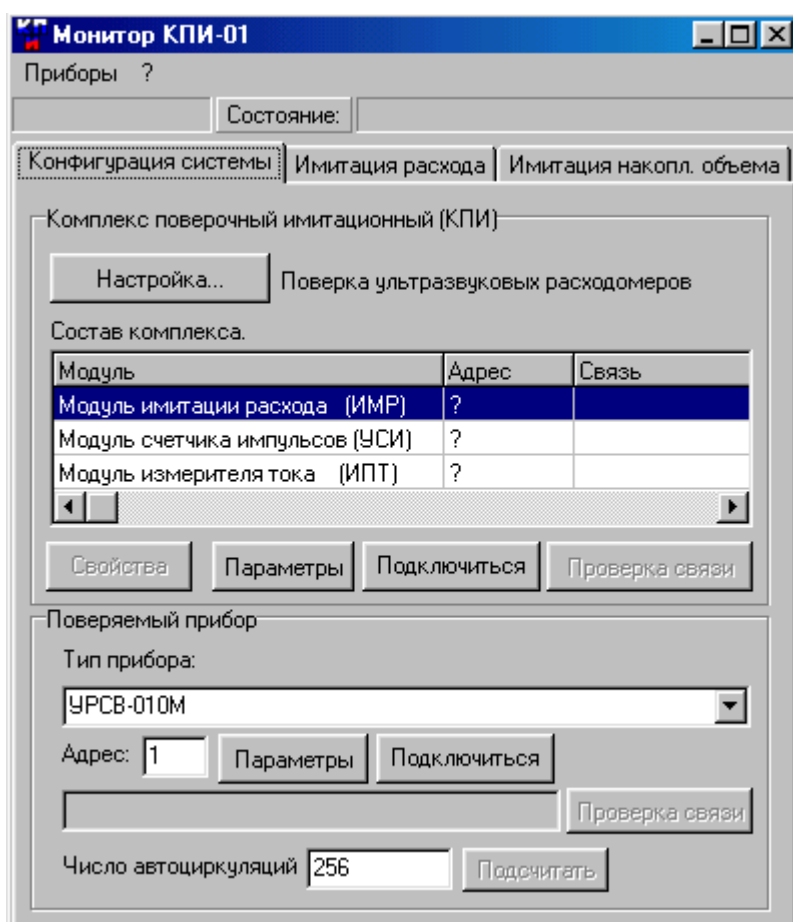 КП
И
Монитор КПИ-01
Приборы ?
Состояние:
Конфигурация системы Имитация расхода Имитация накопл. объема
Комплекс поверочный имитационный (КПИ)
Настройка... Поверка ультразвуковых расходомеров
Состав комплекса.
Модуль Адрес Связь
Модуль имитации расхода (ИМР) ?
Модуль счетчика импульсов (УСИ) ?
Модуль измерителя тока (ИПТ) ?
Свойства Параметры Подключиться Проверка связи
Поверяемый прибор
Тип прибора:
УРСВ-010М
Адрес: 1 Параметры Подключиться
Проверка связи
Число автоциркуляций 256 Подсчитать